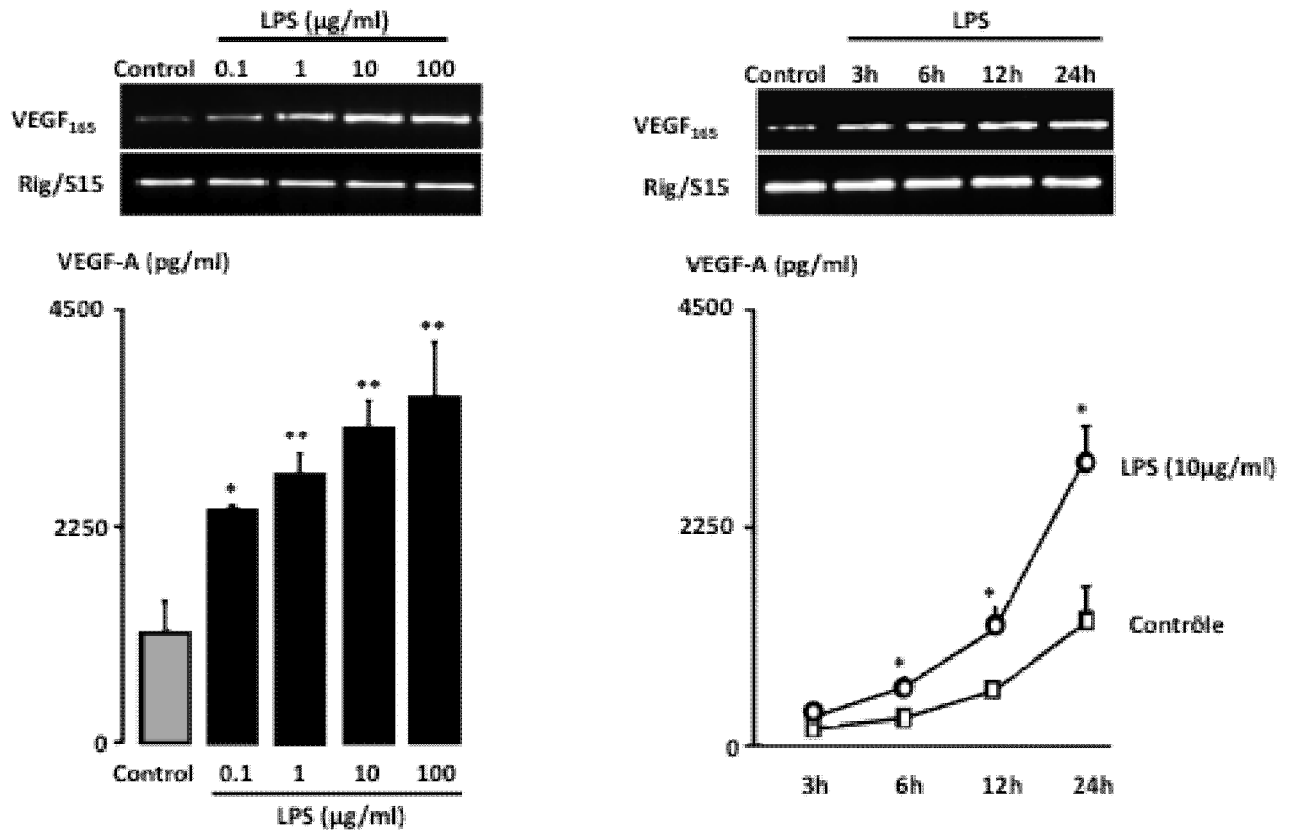 LPS (µg/ml)
Control 0.1 1 10 100
VEGF165
Rig/S15
VEGF-A (pg/ml)
4500
2250
0
*
**
**
**
Control 0.1 1 10 100
LPS (µg/ml)
LPS
Control 3h 6h 12h 24h
VEGF165
Rig/S15
VEGF-A (pg/ml)
4500
2250
0
*
*
*
LPS (10µg/ml)
Contrôle
3h 6h 12h 24h